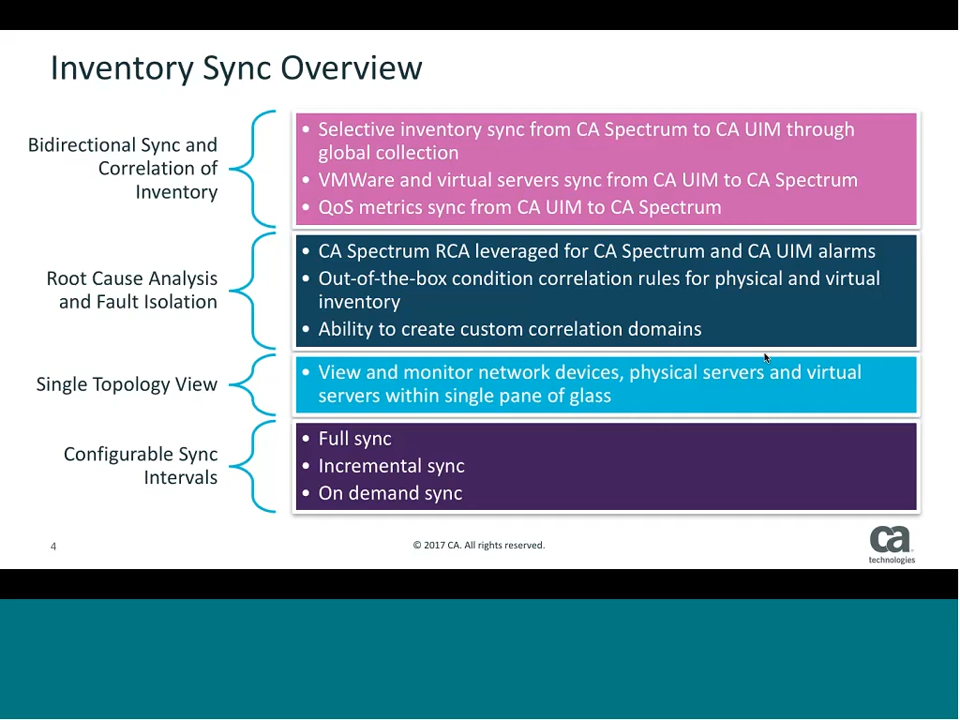 Inventory Sync Overview
Bidirectional Sync and
Correlation of
Inventory
• Selective inventory sync from CA Spectrum to CA UIM through
global collection
• VMWare and virtual servers sync from CA UIM to CA Spectrum
• QoS metrics sync from CA UIM to CA Spectrum
Root Cause Analysis
and Fault Isolation
• CA Spectrum RCA leveraged for CA Spectrum and CA UIM alarms
• Out-of-the-box condition correlation rules for physical and virtual
inventory
• Ability to create custom correlation domains
Single Topology View
• View and monitor network devices, physical servers and virtual
servers within single pane of glass
Configurable Sync
Intervals
• Full sync
• Incremental sync
• On demand sync
4
© 2017 CA. All rights reserved.
ca
technologies